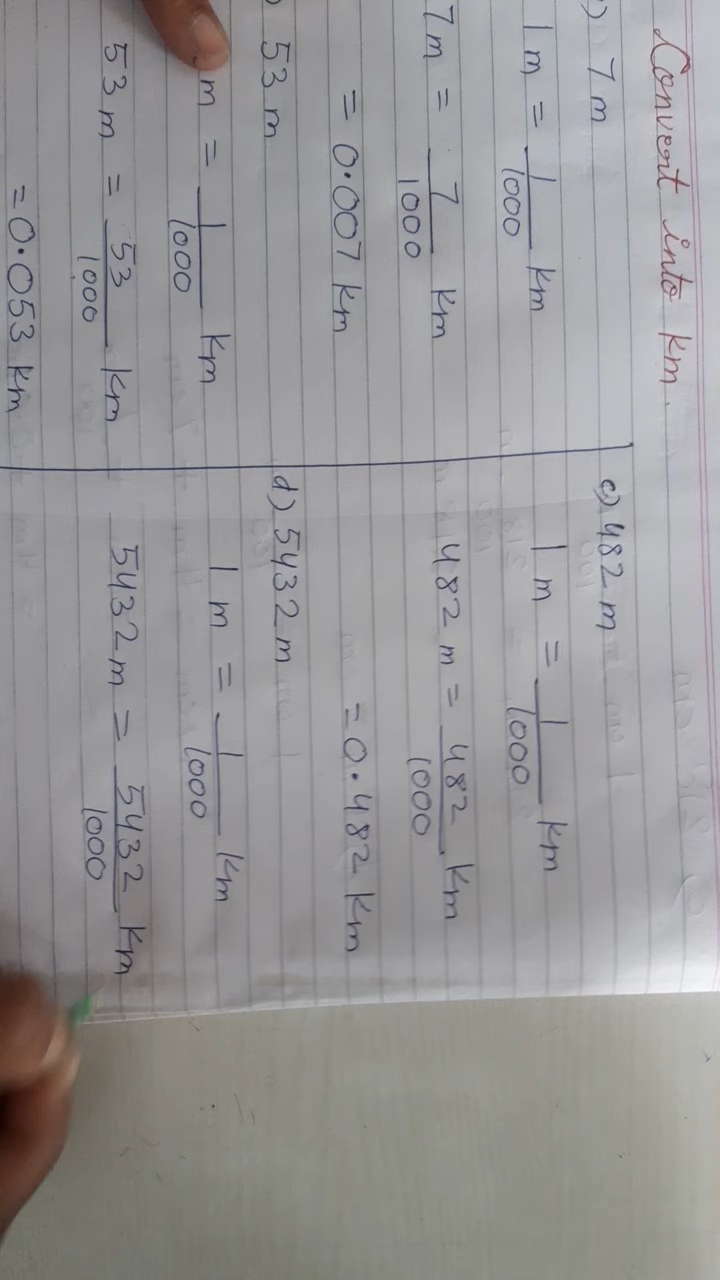 Convert into km.
7 m
1 m = 1/1000 km
7 m = 7/1000 km
= 0.007 km
53 m
m = 1/1000 km
53 m = 53/1000 km
= 0.053 km
c) 482 m
1 m = 1/1000 km
482 m = 482/1000 km
= 0.482 km
d) 5432 m
1 m = 1/1000 km
5432 m = 5432/1000 km